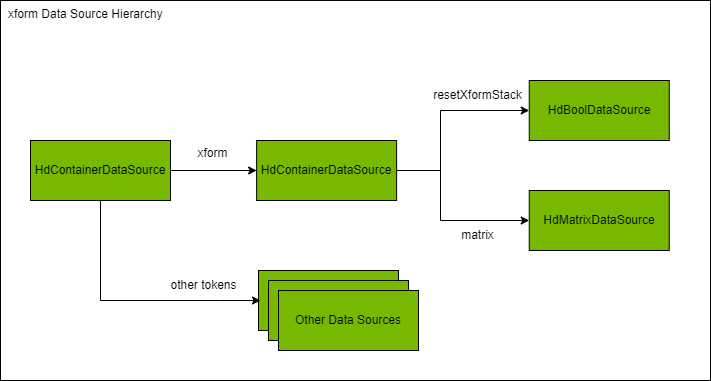 xform Data Source Hierarchy
resetXformStack
HdBoolDataSource
xform
HdContainerDataSource
HdContainerDataSource
HdMatrixDataSource
matrix
other tokens
Other Data Sources